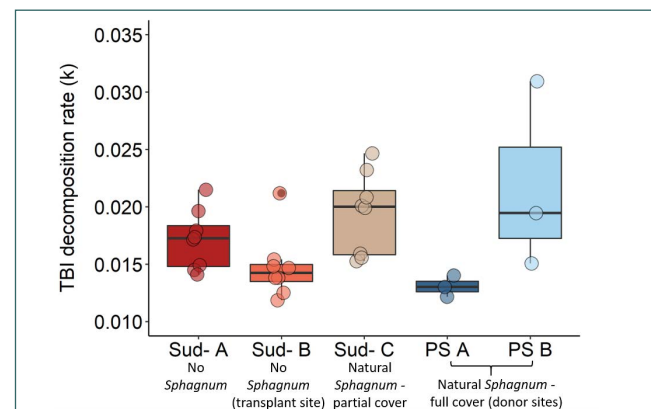 0.035
0.030
0.025
0.020
0.015
0.010
TBI decomposition rate (k)
Sud- A Sud- B Sud- C PS A PS B
No No Natural
Sphagnum Sphagnum Sphagnum - Natural Sphagnum -
(transplant site) partial cover full cover (donor sites)